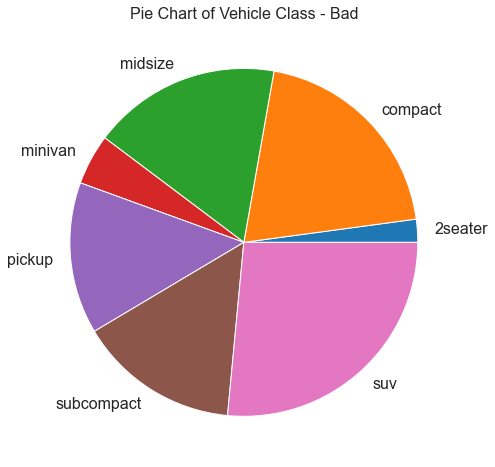 Pie Chart of Vehicle Class - Bad
midsize
compact
minivan
2seater
pickup
suv
subcompact